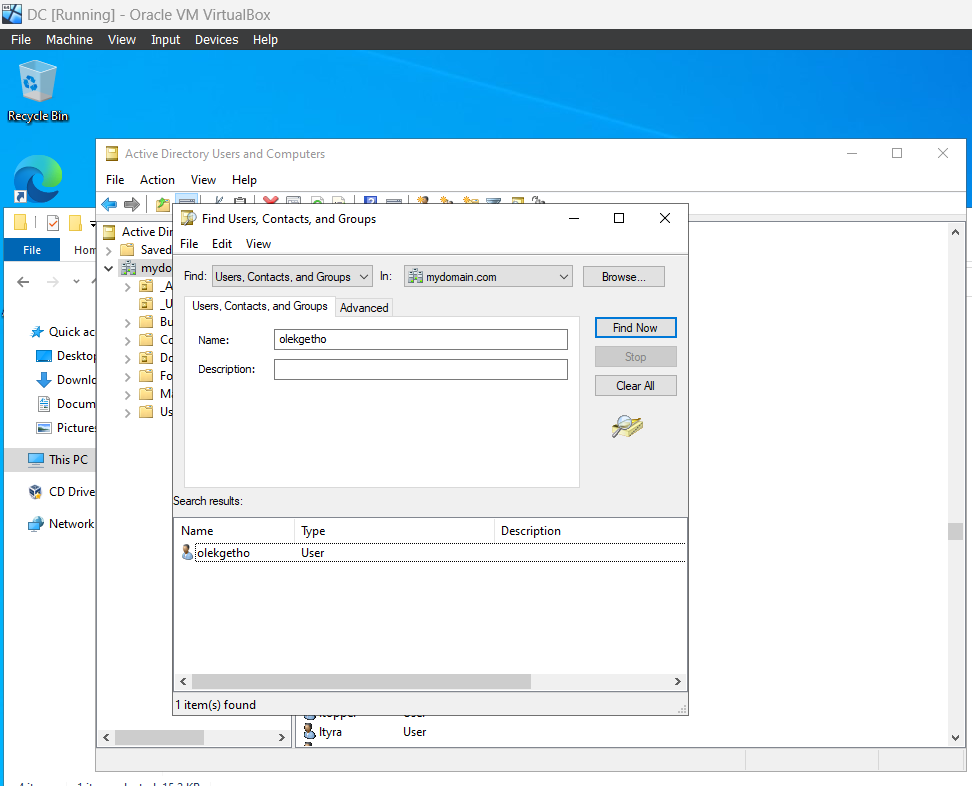 DC [Running] - Oracle VM VirtualBox
File Machine View Input Devices Help
Recycle Bin
Active Directory Users and Computers
File Action View Help
Find Users, Contacts, and Groups
File Edit View
Find: Users, Contacts, and Groups In: mydomain.com Browse...
Users, Contacts, and Groups Advanced
Name: olekgetho
Description:
Find Now
Stop
Clear All
Search results:
Name Type Description
olekgetho User
1 item(s) found
Active Dir
Saved
mydo
_A
_U
Bu
Co
Do
Fo
Ma
Us
ltyra User
File Hom
Quick ac
Desktop
Downlo
Docum
Pictures
This PC
CD Drive
Network